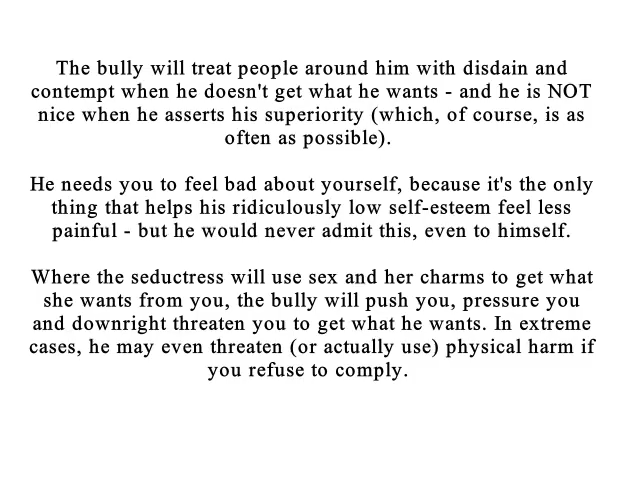 The bully will treat people around him with disdain and
contempt when he doesn't get what he wants - and he is NOT
nice when he asserts his superiority (which, of course, is as
often as possible).
He needs you to feel bad about yourself, because it's the only
thing that helps his ridiculously low self-esteem feel less
painful - but he would never admit this, even to himself.
Where the seductress will use sex and her charms to get what
she wants from you, the bully will push you, pressure you
and downright threaten you to get what he wants. In extreme
cases, he may even threaten (or actually use) physical harm if
you refuse to comply.